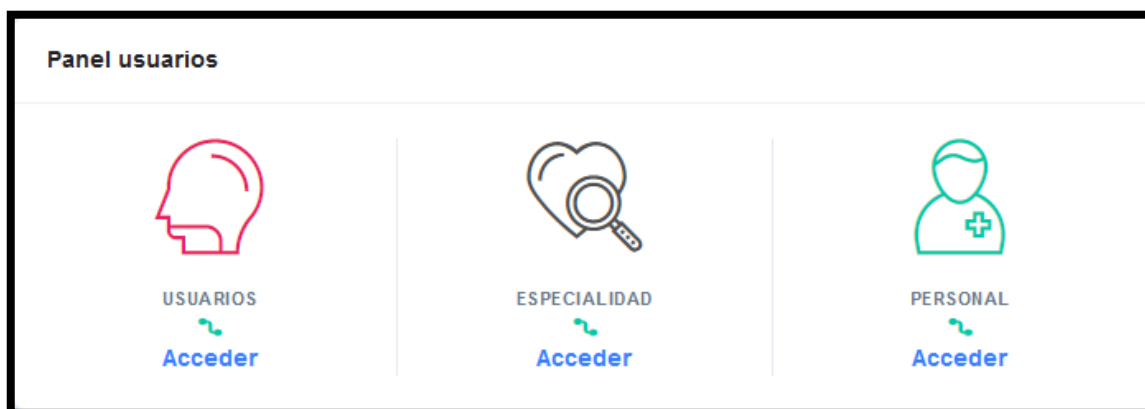 Panel usuarios
USUARIOS
Acceder
ESPECIALIDAD
Acceder
PERSONAL
Acceder